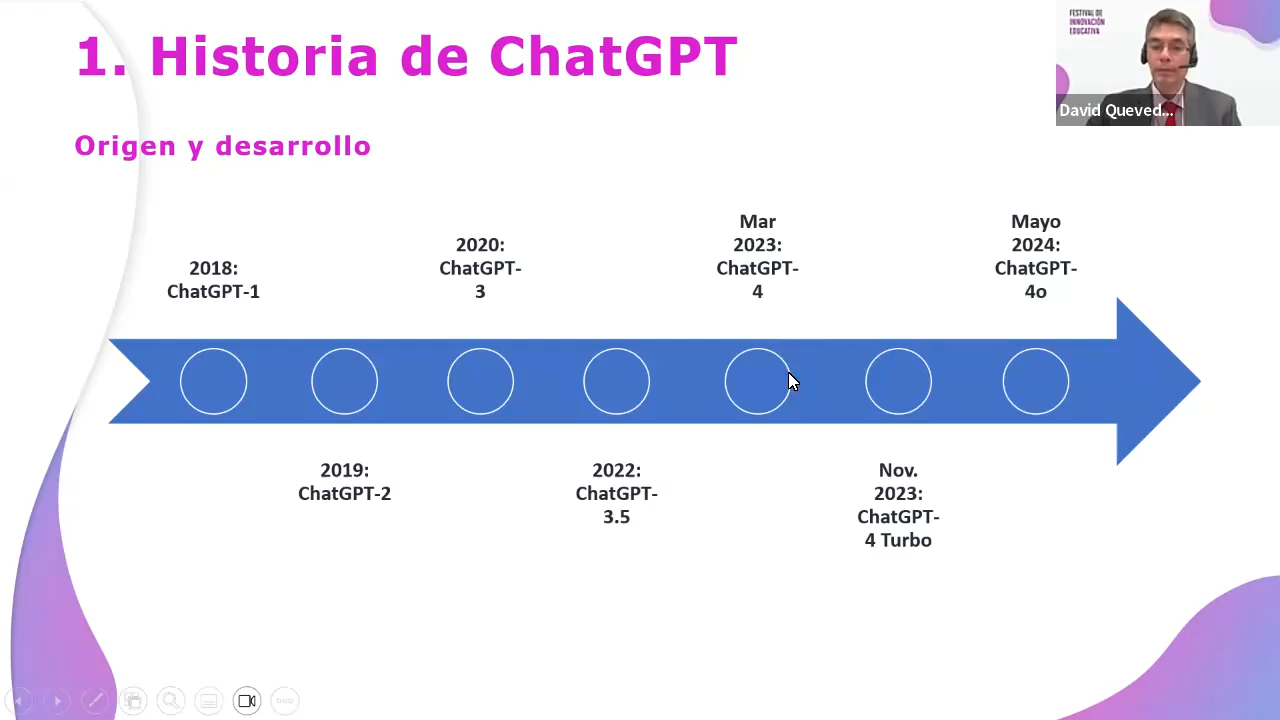 1. Historia de ChatGPT
FESTIVAL DE
INNOVACIÓN
EDUCATIVA
David Queved...
Origen y desarrollo
2018:
ChatGPT-1
2020:
ChatGPT-
3
Mar
2023:
ChatGPT-
4
Mayo
2024:
ChatGPT-
4o
2019:
ChatGPT-2
2022:
ChatGPT-
3.5
Nov.
2023:
ChatGPT-
4 Turbo